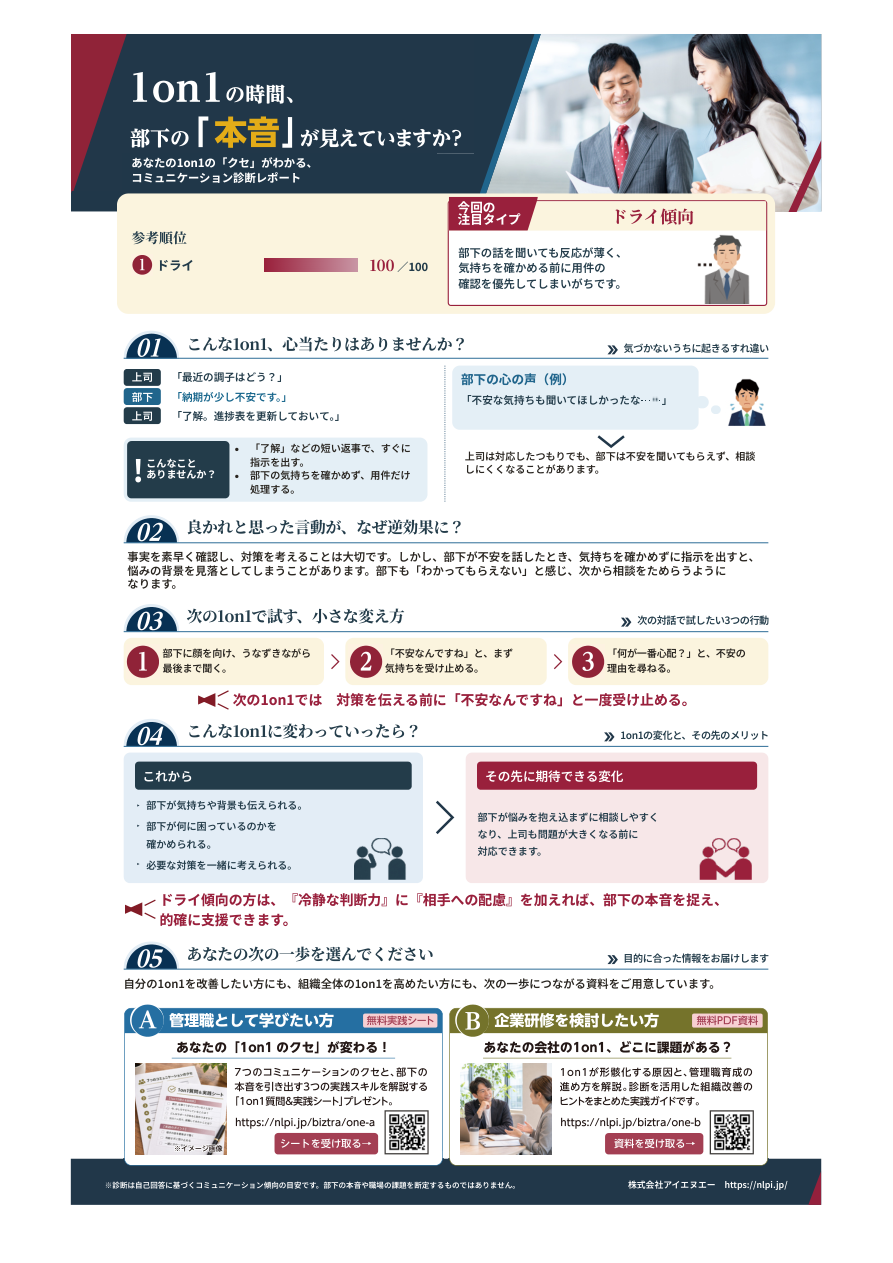 1on1の時間、
部下の「本音」が見えていますか?
あなたの1on1の「クセ」がわかる、
コミュニケーション診断レポート
参考順位
1 ドライ 100 ／100
今回の
注目タイプ
ドライ傾向
部下の話を聞いても反応が薄く、
気持ちを確かめる前に用件の
確認を優先してしまいがちです。
01 こんな1on1、心当たりはありませんか？
気づかないうちに起きるすれ違い
上司 「最近の調子はどう？」
部下 「納期が少し不安です。」
上司 「了解。進捗表を更新しておいて。」
! こんなこと
ありませんか？
• 「了解」などの短い返事で、すぐに
指示を出す。
• 部下の気持ちを確かめず、用件だけ
処理する。
部下の心の声（例）
「不安な気持ちも聞いてほしかったな……」
上司は対応したつもりでも、部下は不安を聞いてもらえず、相談
しにくくなることがあります。
02 良かれと思った言動が、なぜ逆効果に？
事実を素早く確認し、対策を考えることは大切です。しかし、部下が不安を話したとき、気持ちを確かめずに指示を出すと、
悩みの背景を見落としてしまうことがあります。部下も「わかってもらえない」と感じ、次から相談をためらうように
なります。
03 次の1on1で試す、小さな変え方
次の対話で試したい3つの行動
1 部下に顔を向け、うなずきながら
最後まで聞く。
2 「不安なんですね」と、まず
気持ちを受け止める。
3 「何が一番心配？」と、不安の
理由を尋ねる。
次の1on1では　対策を伝える前に「不安なんですね」と一度受け止める。
04 こんな1on1に変わっていったら？
1on1の変化と、その先のメリット
これから
・ 部下が気持ちや背景も伝えられる。
・ 部下が何に困っているのかを
確かめられる。
・ 必要な対策を一緒に考えられる。
その先に期待できる変化
部下が悩みを抱え込まずに相談しやすく
なり、上司も問題が大きくなる前に
対応できます。
ドライ傾向の方は、『冷静な判断力』に『相手への配慮』を加えれば、部下の本音を捉え、
的確に支援できます。
05 あなたの次の一歩を選んでください
目的に合った情報をお届けします
自分の1on1を改善したい方にも、組織全体の1on1を高めたい方にも、次の一歩につながる資料をご用意しています。
A 管理職として学びたい方 無料実践シート
あなたの「1on1 のクセ」が変わる！
7つのコミュニケーションのクセと、部下の
本音を引き出す3つの実践スキルを解説する
「1on1質問&実践シート」プレゼント。
https://nlpi.jp/biztra/one-a
シートを受け取る→
1on1質問&実践シート
※イメージ画像
B 企業研修を検討したい方 無料PDF資料
あなたの会社の1on1、どこに課題がある？
1on1が形骸化する原因と、管理職育成の
進め方を解説。診断を活用した組織改善の
ヒントをまとめた実践ガイドです。
https://nlpi.jp/biztra/one-b
資料を受け取る→
※診断は自己回答に基づくコミュニケーション傾向の目安です。部下の本音や職場の課題を断定するものではありません。
株式会社アイエヌエー　https://nlpi.jp/